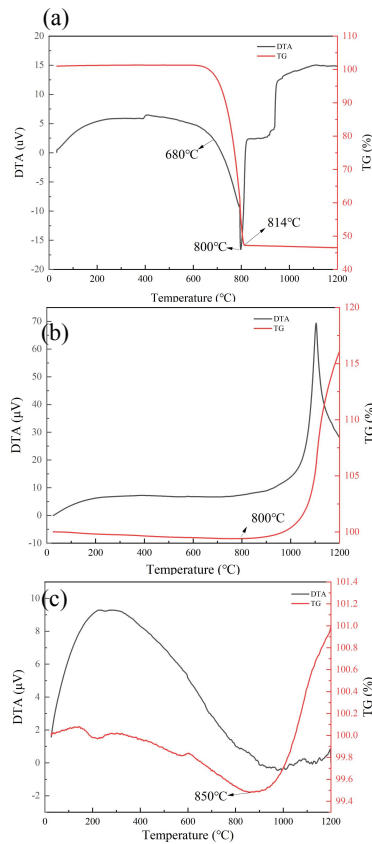 (a)
DTA
TG
20
15
10
5
0
-5
-10
-15
-20
DTA (uV)
110
100
90
80
70
60
50
40
TG (%)
680℃
814℃
800℃
0 200 400 600 800 1000 1200
Temperature (℃)
(b)
DTA
TG
70
60
50
40
30
20
10
0
-10
DTA (μV)
120
115
110
105
100
TG (%)
800℃
0 200 400 600 800 1000 1200
Temperature (℃)
(c)
DTA
TG
10
8
6
4
2
0
-2
DTA (μV)
101.4
101.2
101.0
100.8
100.6
100.4
100.2
100.0
99.8
99.6
99.4
TG (%)
850℃
0 200 400 600 800 1000 1200
Temperature (℃)